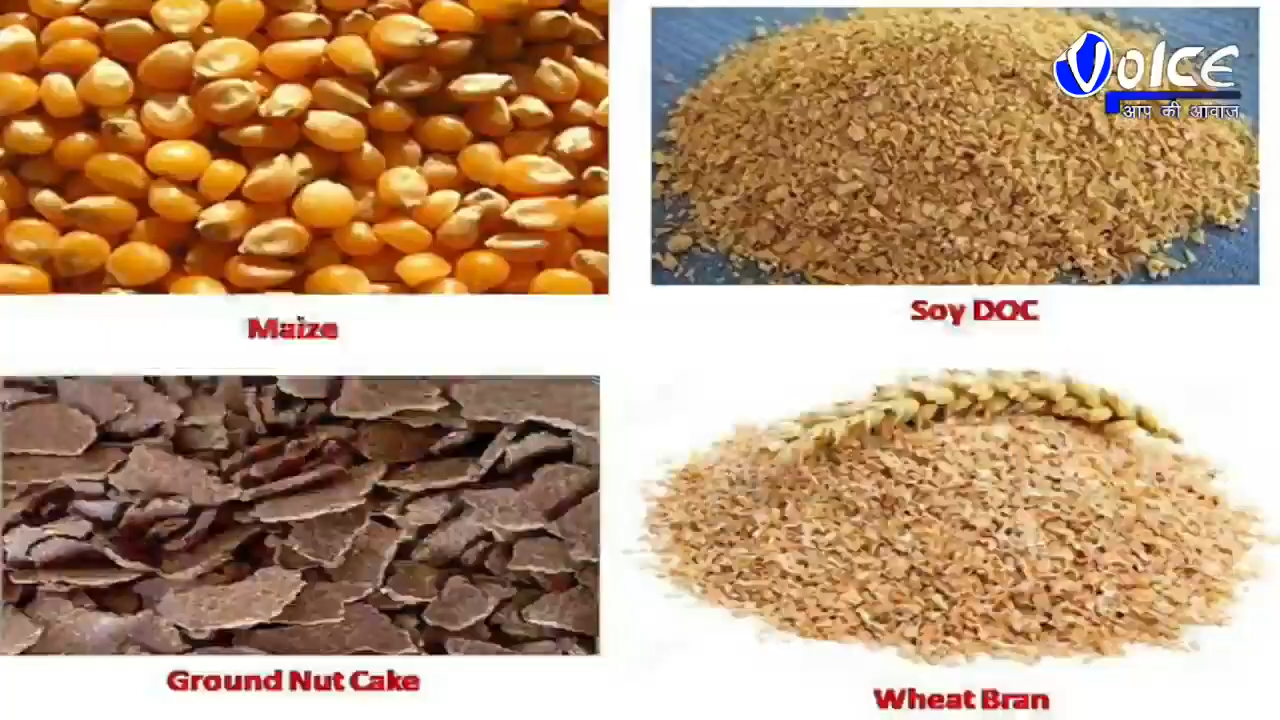 Voice
आप की आवाज़
Maize
Soy DOC
Ground Nut Cake
Wheat Bran